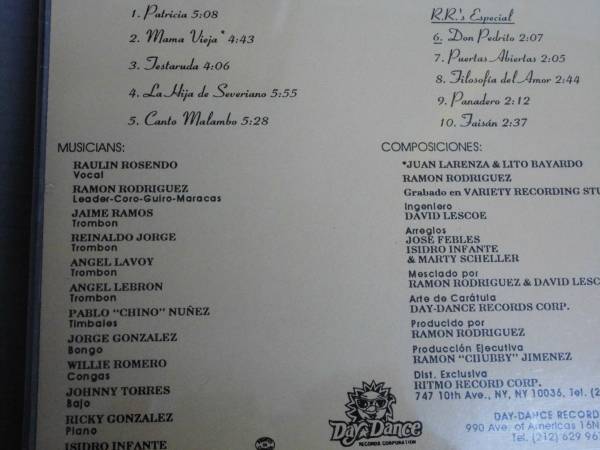 1. Patricia 5:08
2. Mama Vieja* 4:43
3. Testaruda 4:06
4. La Hija de Severiano 5:55
5. Canto Malambo 5:28
R.R.'s Especial
6. Don Pedrito 2:07
7. Puertas Abiertas 2:05
8. Filosofía del Amor 2:44
9. Panadero 2:12
10. Faisán 2:37
MUSICIANS:
RAULIN ROSENDO
Vocal
RAMON RODRIGUEZ
Leader-Coro-Guiro-Maracas
JAIME RAMOS
Trombon
REINALDO JORGE
Trombon
ANGEL LAVOY
Trombon
ANGEL LEBRON
Trombon
PABLO "CHINO" NUÑEZ
Timbales
JORGE GONZALEZ
Bongo
WILLIE ROMERO
Congas
JOHNNY TORRES
Bajo
RICKY GONZALEZ
Piano
ISIDRO INFANTE
COMPOSICIONES:
*JUAN LARENZA & LITO BAYARDO
RAMON RODRIGUEZ
Grabado en VARIETY RECORDING STU
Ingeniero
DAVID LESCOE
Arreglos
JOSÉ FEBLES
ISIDRO INFANTE
& MARTY SCHELLER
Mesclado por
RAMON RODRIGUEZ & DAVID LESC
Arte de Carátula
DAY-DANCE RECORDS CORP.
Producido por
RAMON RODRIGUEZ
Producción Ejecutiva
RAMON "CHUBBY" JIMENEZ
Dist. Exclusiva
RITMO RECORD CORP.
747 10th Ave., NY, NY 10036, Tel. (2
Day Dance
RECORDS CORPORATION
DAY-DANCE RECORD
990 Ave. of Americas 16N
Tel. (212) 629 96